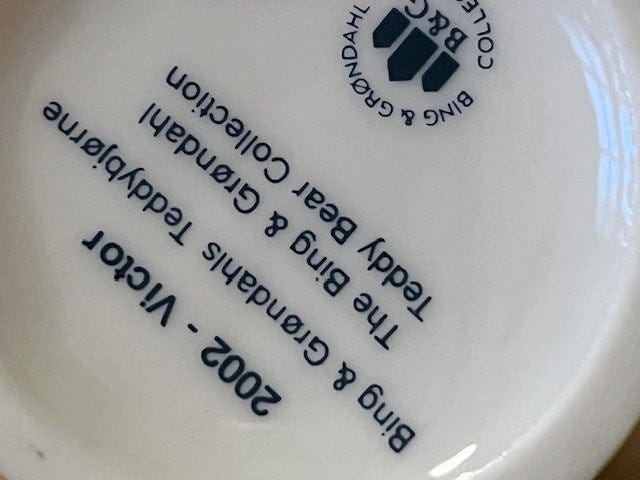 2002 - Victor
Bing & Grøndahls Teddybjørne
The Bing & Grøndahl
Teddy Bear Collection
BING & GRØNDAHL
B&G